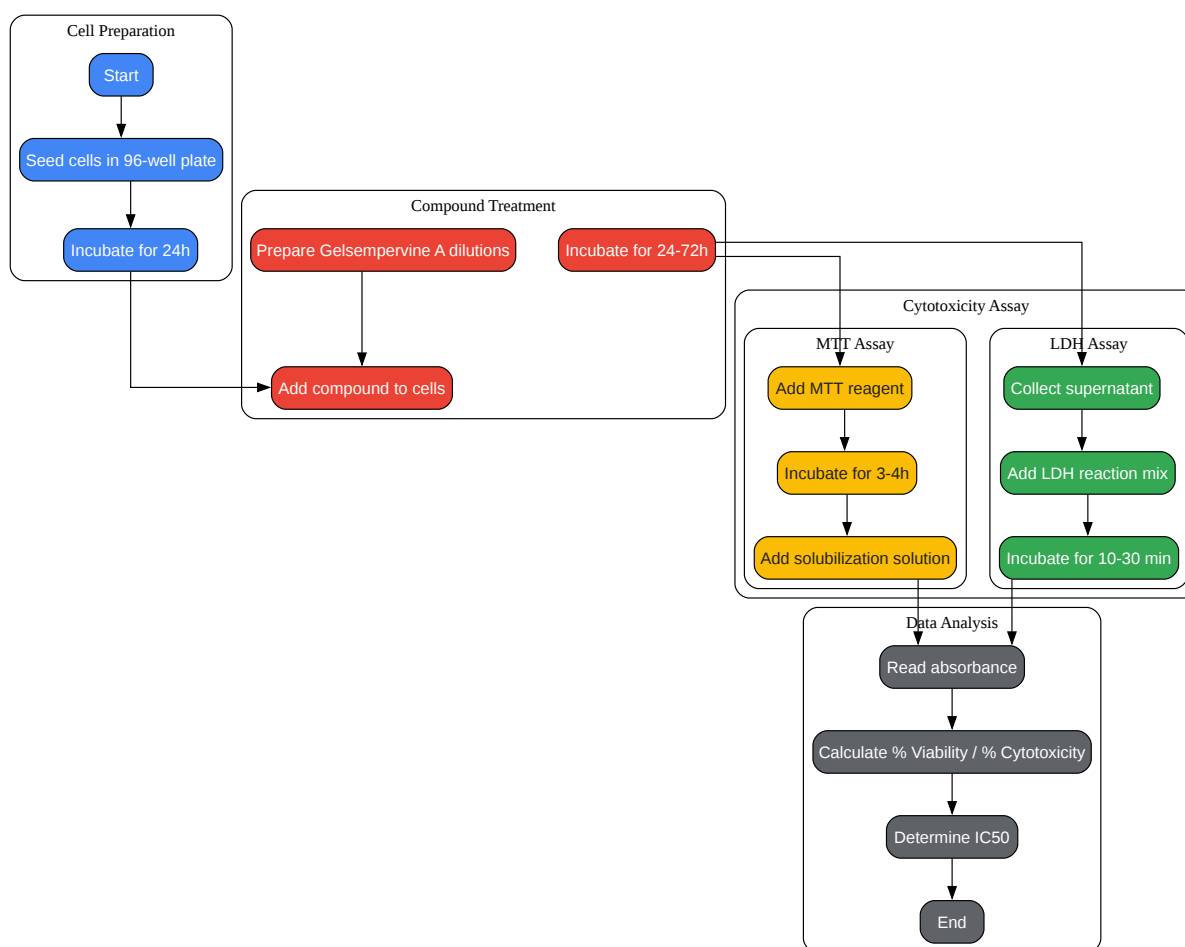 Cell Preparation
Start
Seed cells in 96-well plate
Incubate for 24h
Compound Treatment
Prepare Gelsempervine A dilutions
Incubate for 24-72h
Add compound to cells
Cytotoxicity Assay
MTT Assay
Add MTT reagent
Incubate for 3-4h
Add solubilization solution
LDH Assay
Collect supernatant
Add LDH reaction mix
Incubate for 10-30 min
Data Analysis
Read absorbance
Calculate % Viability / % Cytotoxicity
Determine IC50
End